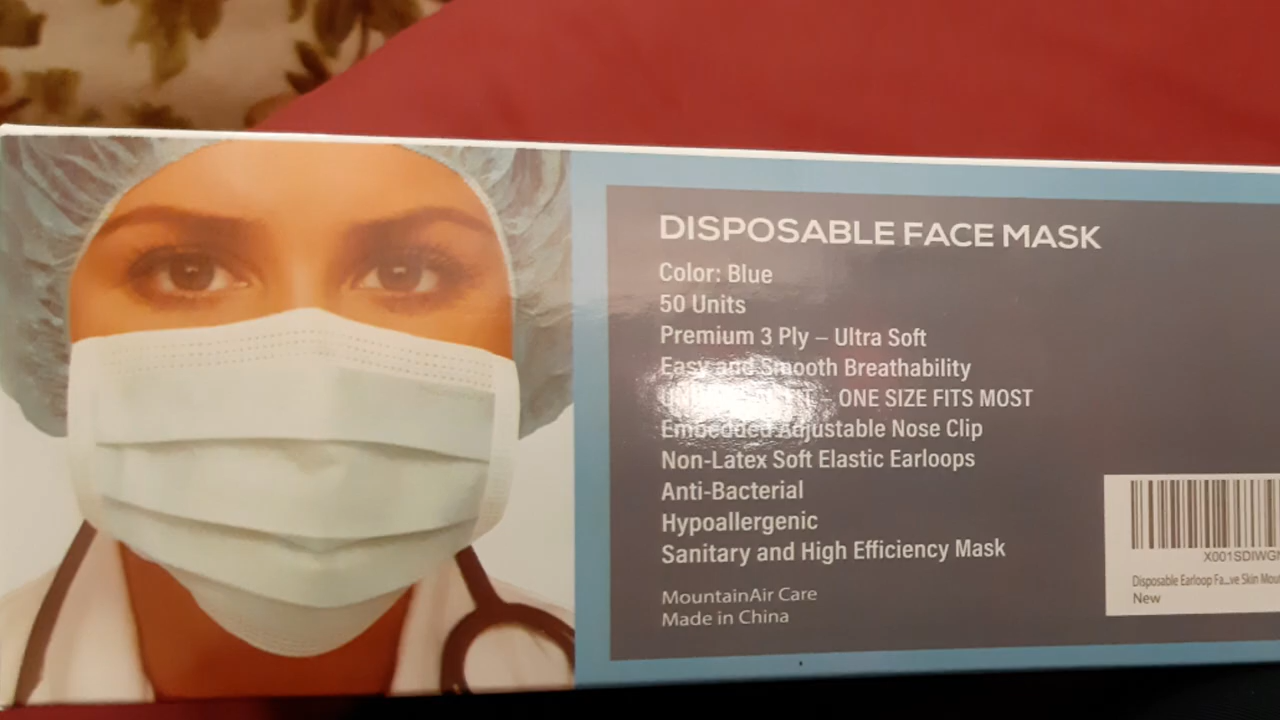 DISPOSABLE FACE MASK
Color: Blue
50 Units
Premium 3 Ply – Ultra Soft
Easy and Smooth Breathability
- ONE SIZE FITS MOST
Embedded Adjustable Nose Clip
Non-Latex Soft Elastic Earloops
Anti-Bacterial
Hypoallergenic
Sanitary and High Efficiency Mask
MountainAir Care
Made in China
X001SDIWG
Disposable Earloop Fa...ve Skin
New